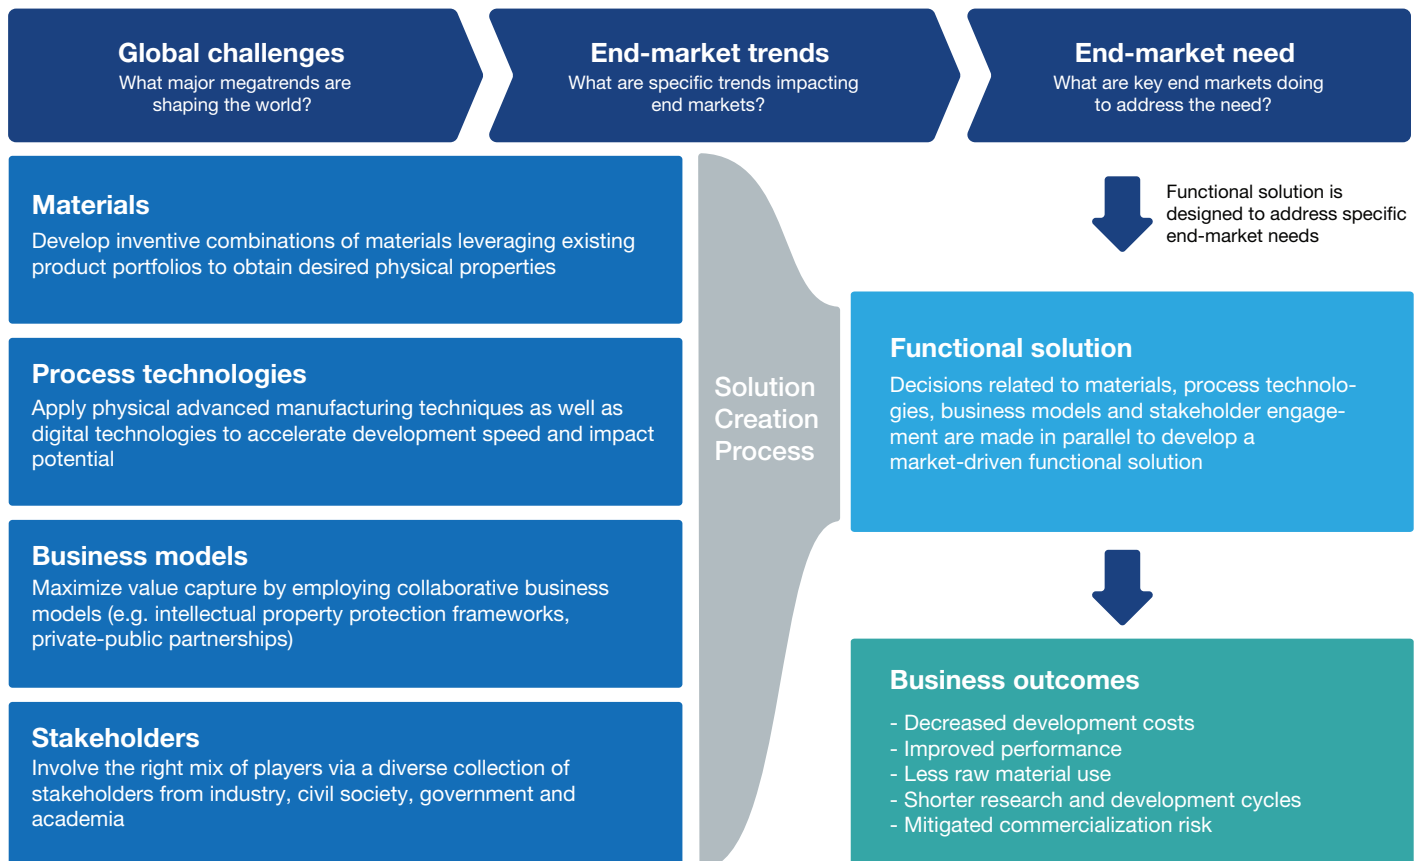 Global challenges
What major megatrends are
shaping the world?
End-market trends
What are specific trends impacting
end markets?
End-market need
What are key end markets doing
to address the need?
Materials
Develop inventive combinations of materials leveraging existing
product portfolios to obtain desired physical properties
Process technologies
Apply physical advanced manufacturing techniques as well as
digital technologies to accelerate development speed and impact
potential
Business models
Maximize value capture by employing collaborative business
models (e.g. intellectual property protection frameworks,
private-public partnerships)
Stakeholders
Involve the right mix of players via a diverse collection of
stakeholders from industry, civil society, government and
academia
Solution
Creation
Process
Functional solution is
designed to address specific
end-market needs
Functional solution
Decisions related to materials, process technolo-
gies, business models and stakeholder engage-
ment are made in parallel to develop a
market-driven functional solution
Business outcomes
- Decreased development costs
- Improved performance
- Less raw material use
- Shorter research and development cycles
- Mitigated commercialization risk